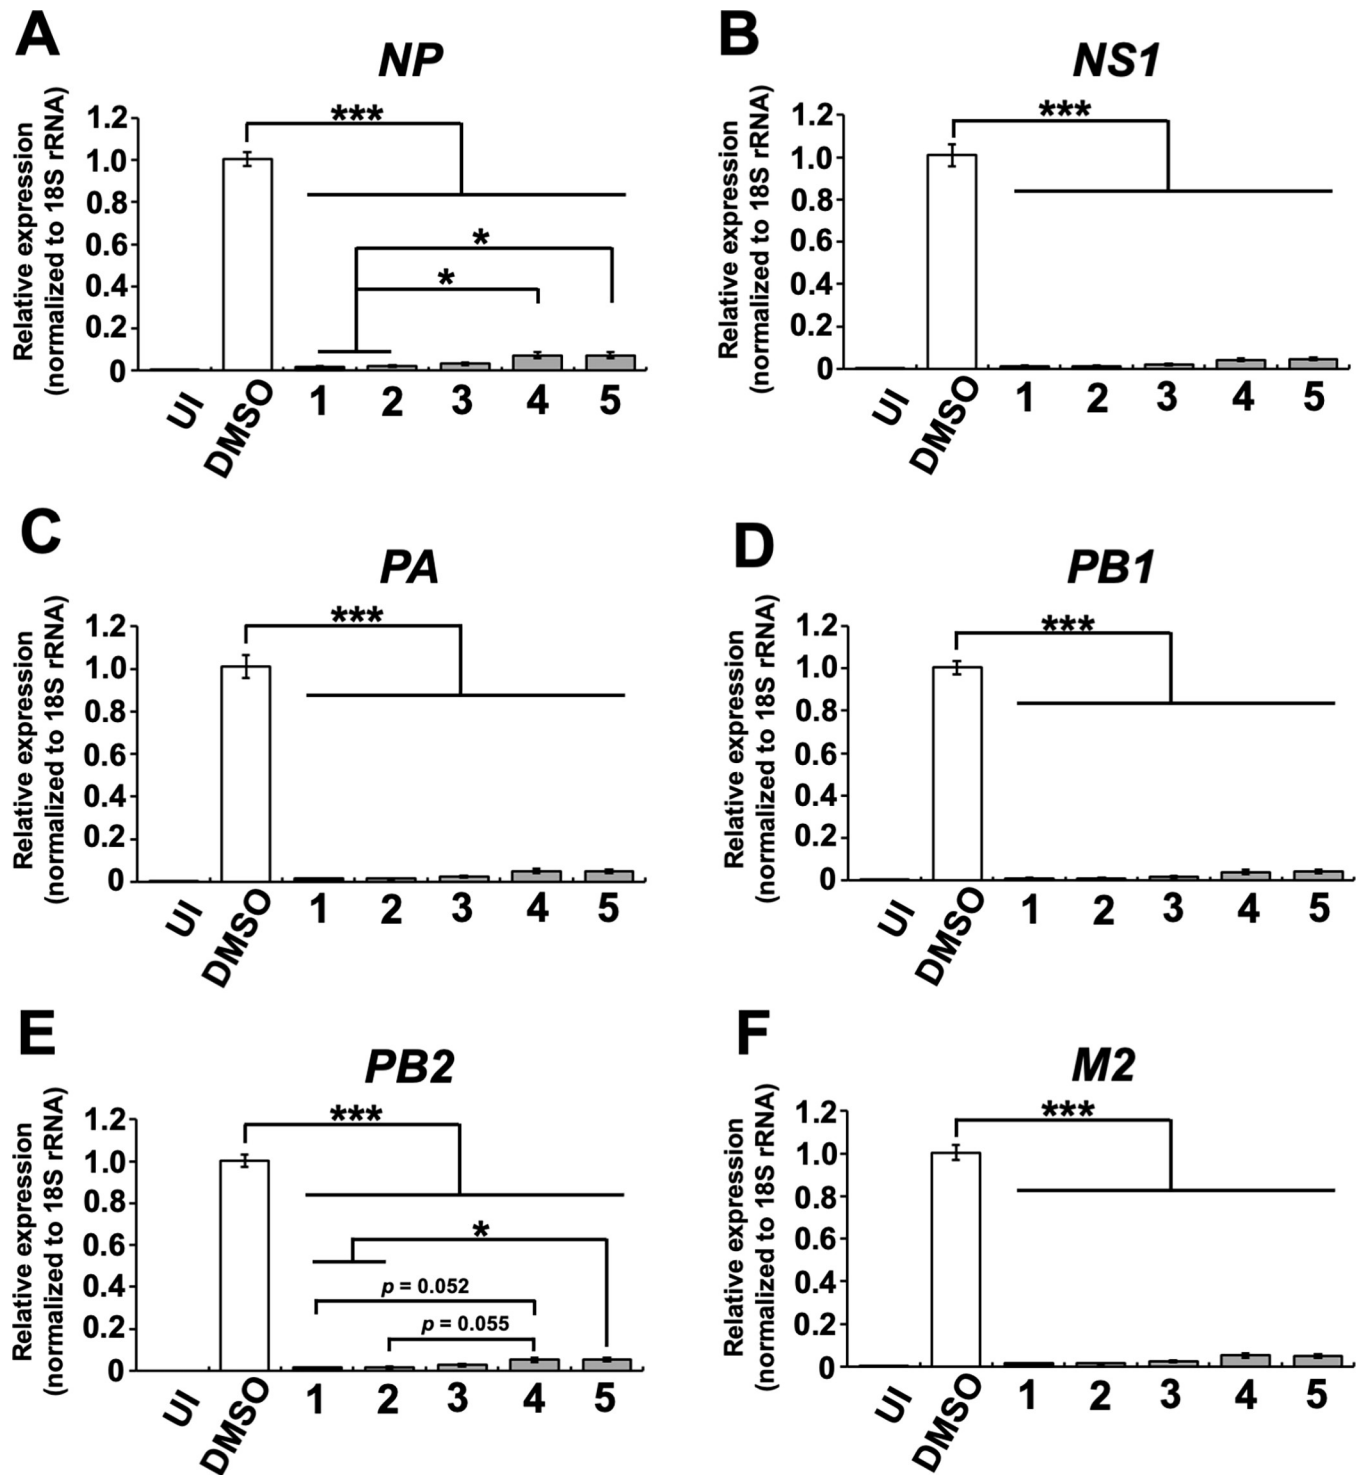 A
NP
***
*
*
Relative expression
(normalized to 18S rRNA)
1.2
1.0
0.8
0.6
0.4
0.2
0
UI
DMSO
1
2
3
4
5
B
NS1
***
Relative expression
(normalized to 18S rRNA)
1.2
1.0
0.8
0.6
0.4
0.2
0
UI
DMSO
1
2
3
4
5
C
PA
***
Relative expression
(normalized to 18S rRNA)
1.2
1.0
0.8
0.6
0.4
0.2
0
UI
DMSO
1
2
3
4
5
D
PB1
***
Relative expression
(normalized to 18S rRNA)
1.2
1.0
0.8
0.6
0.4
0.2
0
UI
DMSO
1
2
3
4
5
E
PB2
***
*
p = 0.052
p = 0.055
Relative expression
(normalized to 18S rRNA)
1.2
1.0
0.8
0.6
0.4
0.2
0
UI
DMSO
1
2
3
4
5
F
M2
***
Relative expression
(normalized to 18S rRNA)
1.2
1.0
0.8
0.6
0.4
0.2
0
UI
DMSO
1
2
3
4
5